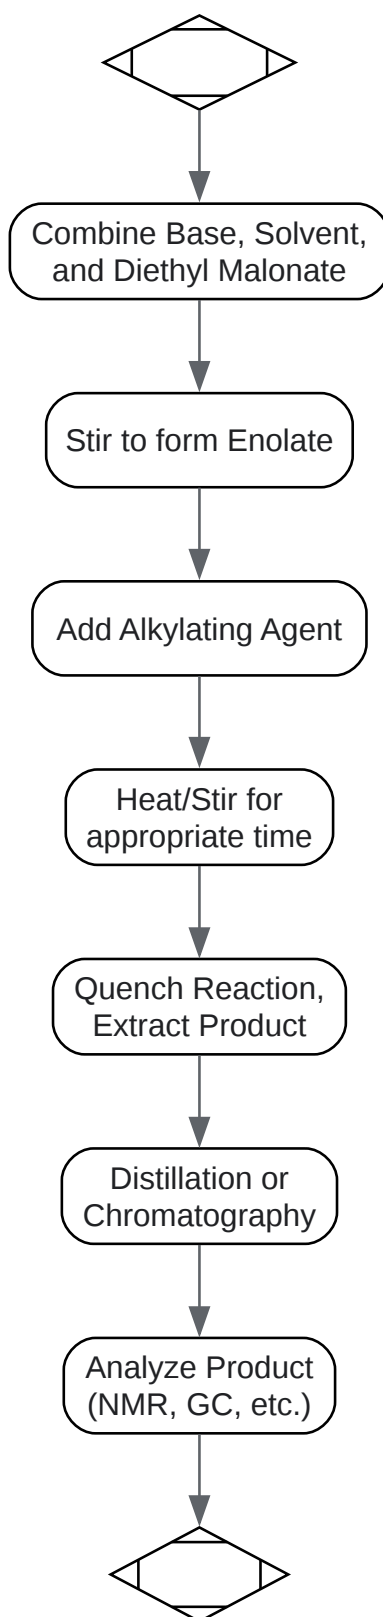 Combine Base, Solvent,
and Diethyl Malonate
Stir to form Enolate
Add Alkylating Agent
Heat/Stir for
appropriate time
Quench Reaction,
Extract Product
Distillation or
Chromatography
Analyze Product
(NMR, GC, etc.)